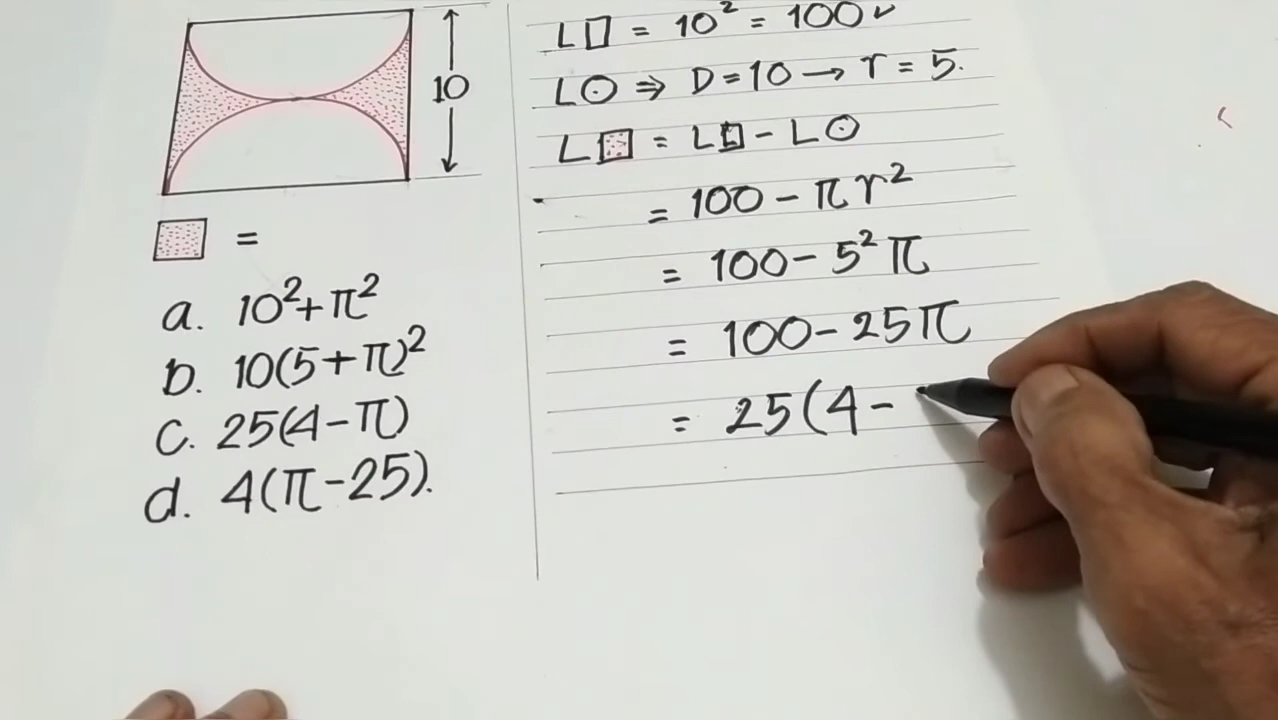 10
=
a. 10²+π²
b. 10(5+π)²
c. 25(4-π)
d. 4(π-25).
L□ = 10² = 100✓
L⊙ ⇒ D=10 → r = 5.
L□ = L□ - L⊙
= 100 - πr²
= 100 - 5²π
= 100 - 25π
= 25(4-